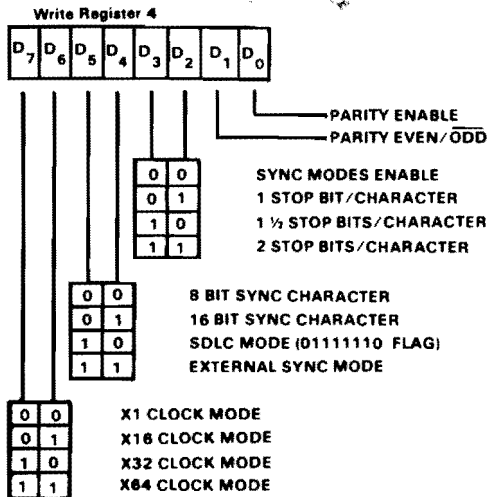 Write Register 4
D7 D6 D5 D4 D3 D2 D1 D0
PARITY ENABLE
PARITY EVEN/O̅D̅D̅
0 0 SYNC MODES ENABLE
0 1 1 STOP BIT/CHARACTER
1 0 1 ½ STOP BITS/CHARACTER
1 1 2 STOP BITS/CHARACTER
0 0 8 BIT SYNC CHARACTER
0 1 16 BIT SYNC CHARACTER
1 0 SDLC MODE (01111110 FLAG)
1 1 EXTERNAL SYNC MODE
0 0 X1 CLOCK MODE
0 1 X16 CLOCK MODE
1 0 X32 CLOCK MODE
1 1 X64 CLOCK MODE